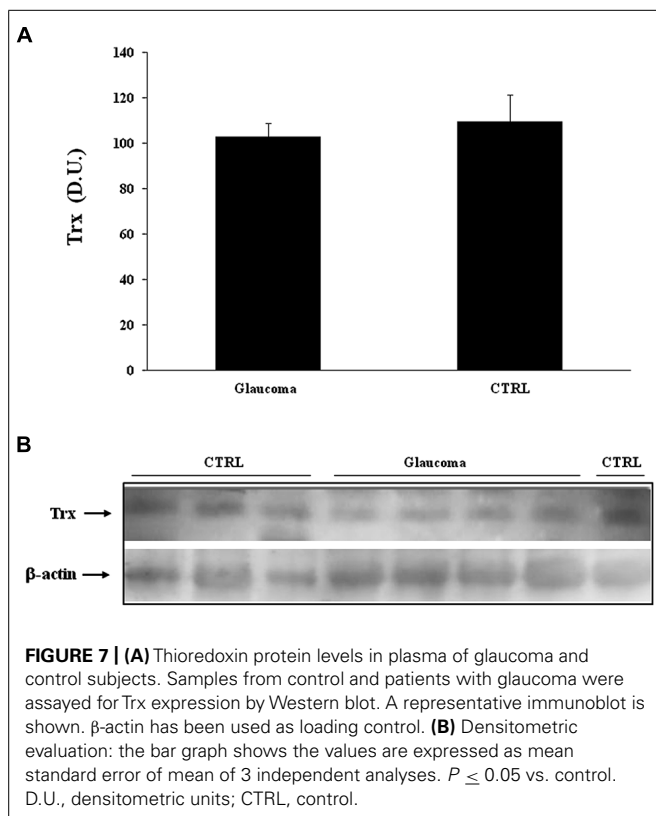 A
140
120
100
80
60
40
20
0
Trx (D.U.)
Glaucoma CTRL
B
CTRL Glaucoma CTRL
Trx
β-actin
FIGURE 7 | (A) Thioredoxin protein levels in plasma of glaucoma and
control subjects. Samples from control and patients with glaucoma were
assayed for Trx expression by Western blot. A representative immunoblot is
shown. β-actin has been used as loading control. (B) Densitometric
evaluation: the bar graph shows the values are expressed as mean
standard error of mean of 3 independent analyses. P ≤ 0.05 vs. control.
D.U., densitometric units; CTRL, control.